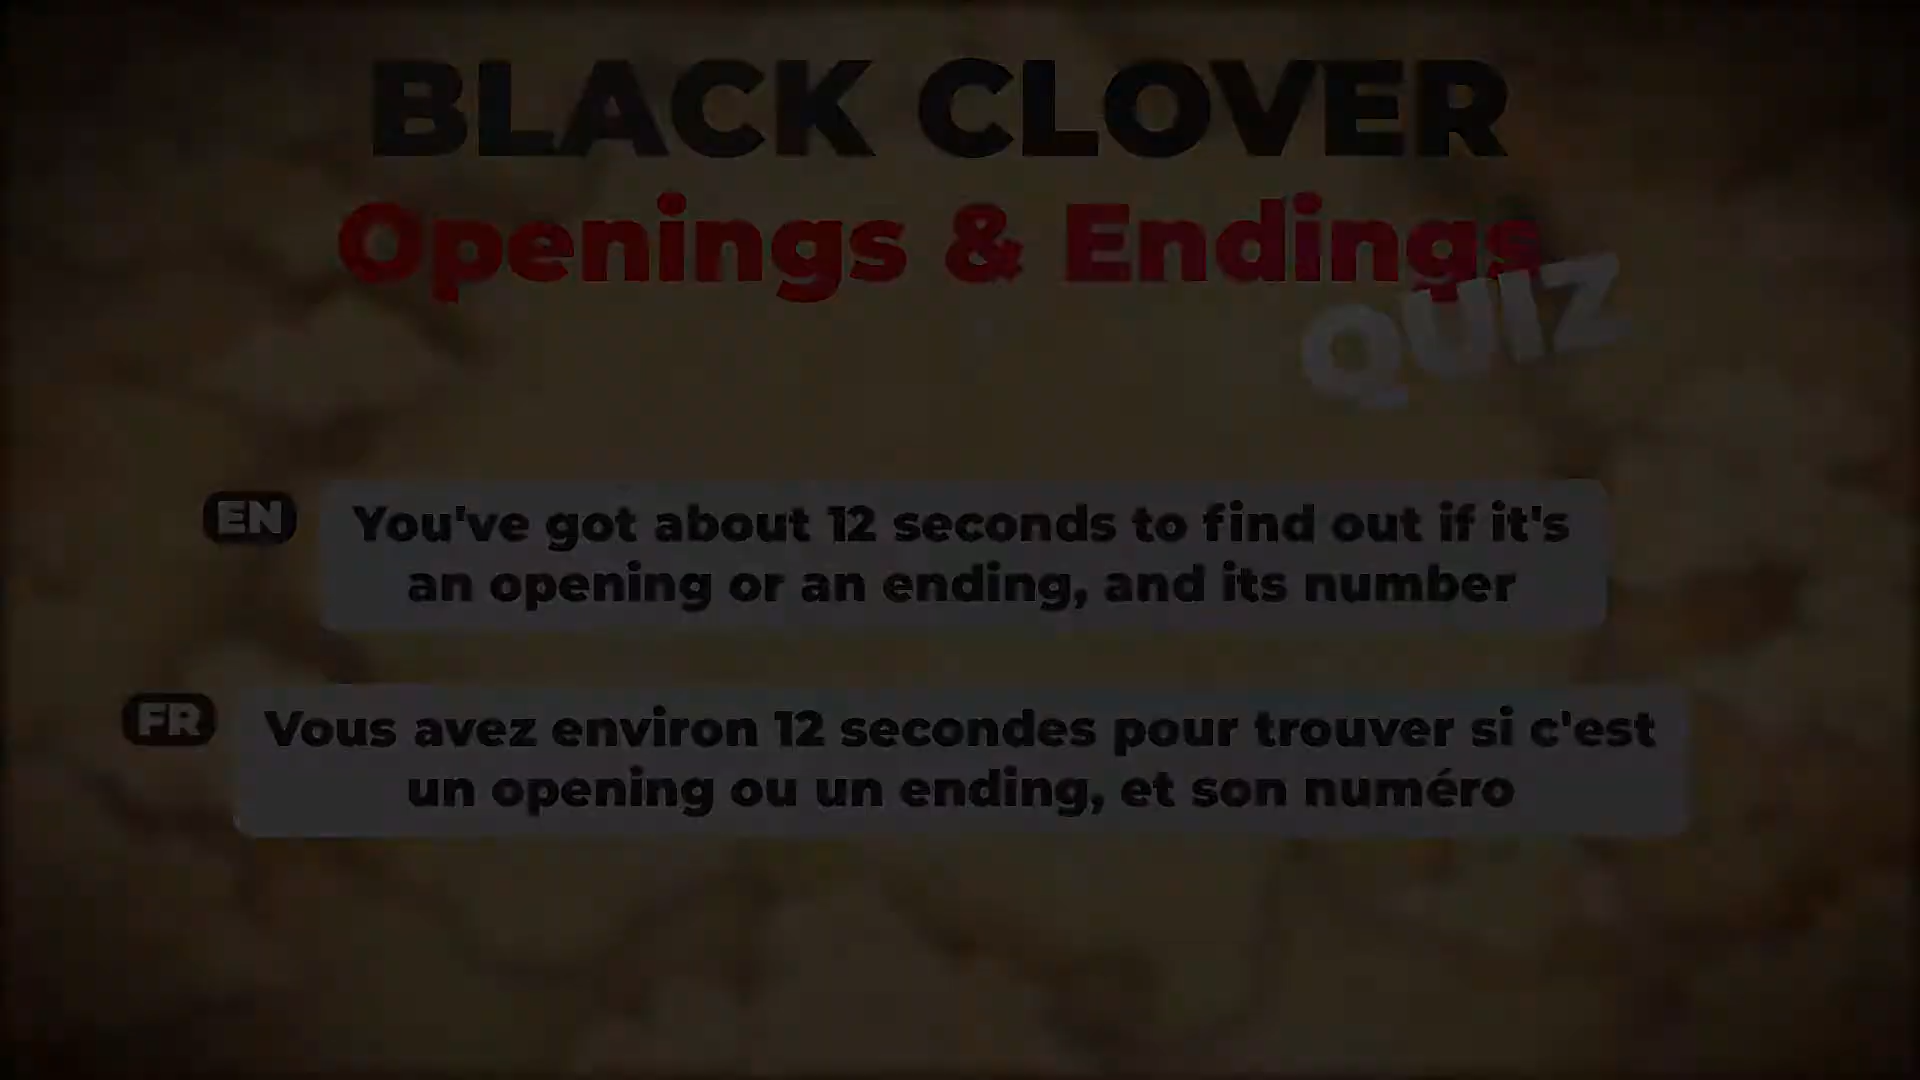 BLACK CLOVER
Openings & Endings
QUIZ
EN
You've got about 12 seconds to find out if it's
an opening or an ending, and its number
FR
Vous avez environ 12 secondes pour trouver si c'est
un opening ou un ending, et son numéro